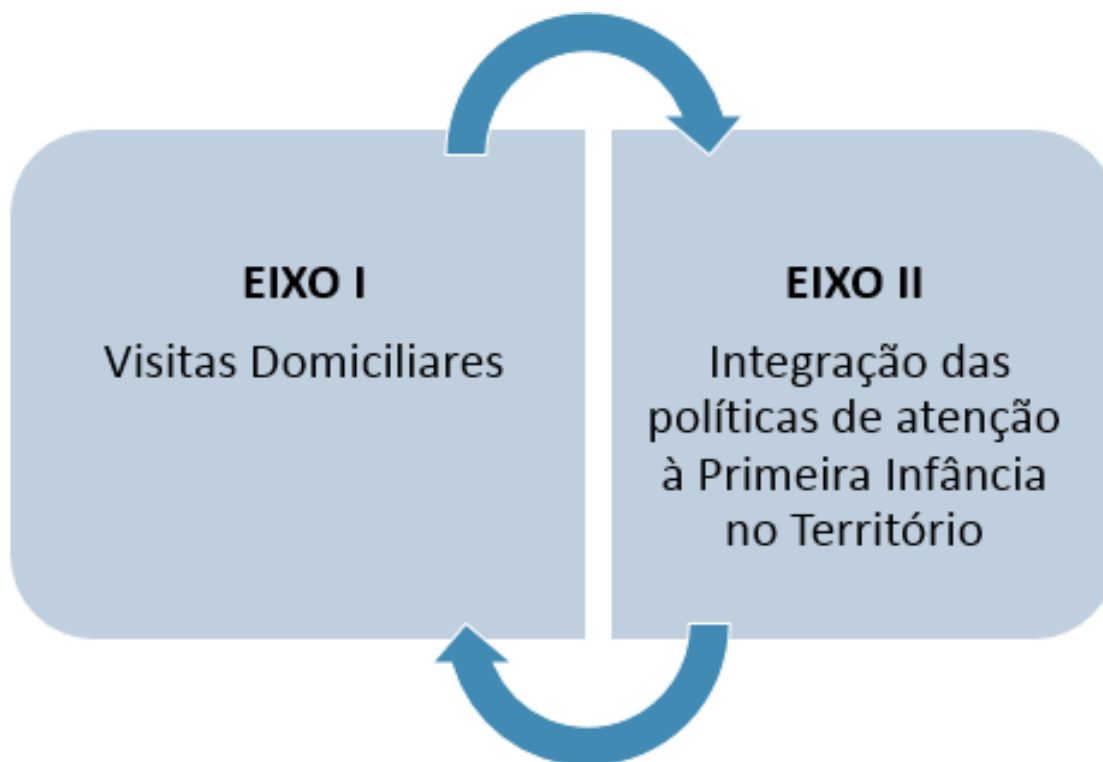 EIXO I
Visitas Domiciliares
EIXO II
Integração das
políticas de atenção
à Primeira Infância
no Território